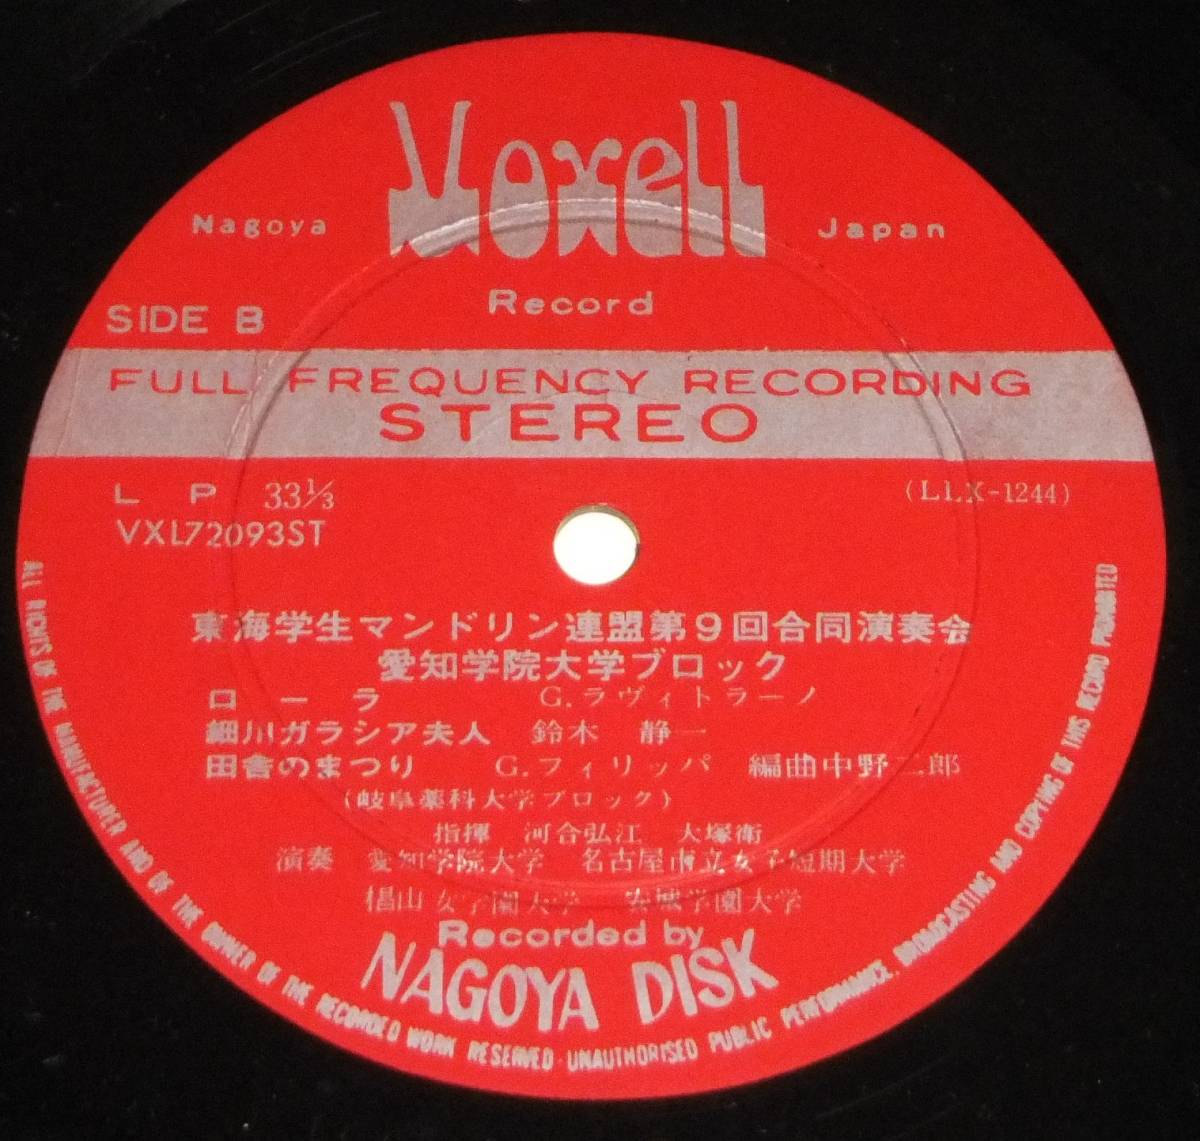 Voxell
Nagoya
Japan
Record
SIDE B
FULL FREQUENCY RECORDING
STEREO
LP 33⅓
(LLX-1244)
VXL72093ST
東海学生マンドリン連盟第9回合同演奏会
愛知学院大学ブロック
ローラ G.ラヴィトラーノ
細川ガラシア夫人 鈴木 静一
田舎のまつり G.フィリッパ 編曲中野二郎
(岐阜薬科大学ブロック)
指揮 河合弘江 大塚衛
演奏 愛知学院大学 名古屋市立女子短期大学
椙山女学園大学 安城学園大学
Recorded by
NAGOYA DISK
ALL RIGHTS OF THE MANUFACTURER AND OF THE OWNER OF THE RECORDED WORK RESERVED · UNAUTHORISED PUBLIC PERFORMANCE, BROADCASTING AND COPYING OF THIS RECORD PROHIBITED